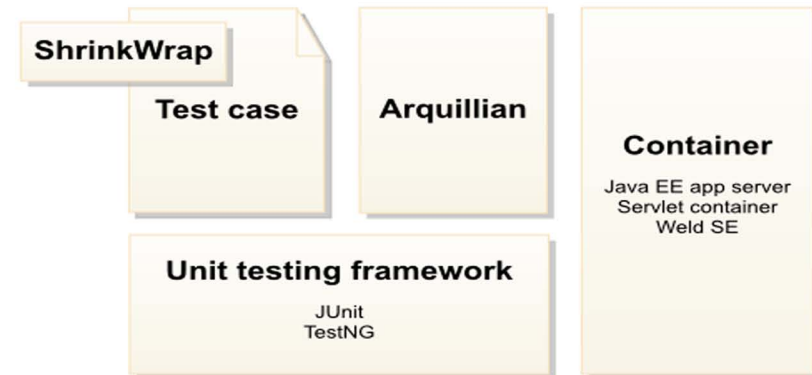 ShrinkWrap
Test case
Arquillian
Container
Java EE app server
Servlet container
Weld SE
Unit testing framework
JUnit
TestNG